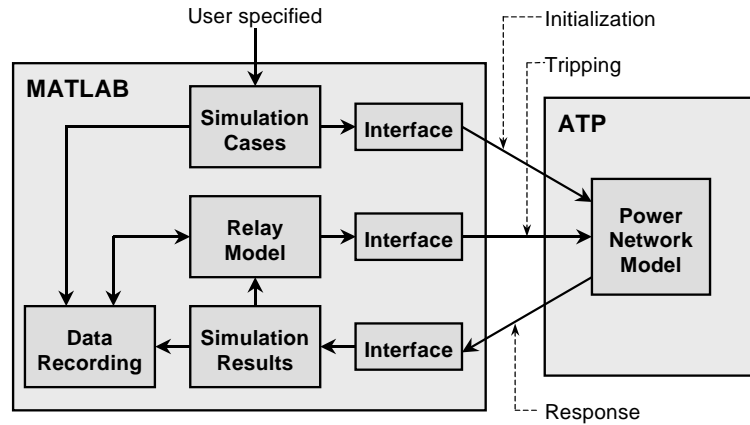 User specified
Initialization
Tripping
MATLAB
Simulation
Cases
Interface
ATP
Relay
Model
Interface
Power
Network
Model
Data
Recording
Simulation
Results
Interface
Response